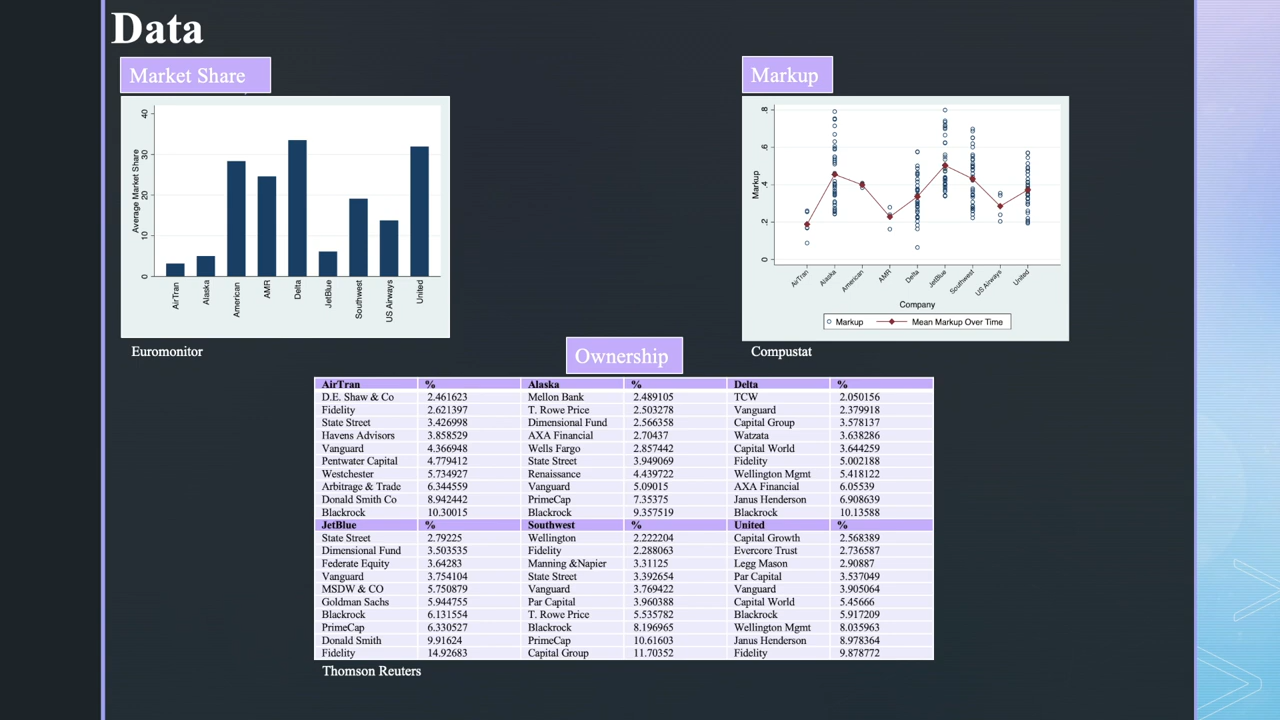 Data
Market Share
Markup
40
30
20
10
0
Average Market Share
AirTran
Alaska
American
AMR
Delta
JetBlue
Southwest
US Airways
United
.8
.6
.4
.2
0
Markup
AirTran
Alaska
American
AMR
Delta
JetBlue
Southwest
US Airways
United
Company
Markup Mean Markup Over Time
Euromonitor
Compustat
Ownership
AirTran % Alaska % Delta %
D.E. Shaw & Co 2.461623 Mellon Bank 2.489105 TCW 2.050156
Fidelity 2.621397 T. Rowe Price 2.503278 Vanguard 2.379918
State Street 3.426998 Dimensional Fund 2.566358 Capital Group 3.578137
Havens Advisors 3.858529 AXA Financial 2.70437 Watzata 3.638286
Vanguard 4.366948 Wells Fargo 2.857442 Capital World 3.644259
Pentwater Capital 4.779412 State Street 3.949069 Fidelity 5.002188
Westchester 5.734927 Renaissance 4.439722 Wellington Mgmt 5.418122
Arbitrage & Trade 6.344559 Vanguard 5.09015 AXA Financial 6.05539
Donald Smith Co 8.942442 PrimeCap 7.35375 Janus Henderson 6.908639
Blackrock 10.30015 Blackrock 9.357519 Blackrock 10.13588
JetBlue % Southwest % United %
State Street 2.79225 Wellington 2.222204 Capital Growth 2.568389
Dimensional Fund 3.503535 Fidelity 2.288063 Evercore Trust 2.736587
Federate Equity 3.64283 Manning &Napier 3.31125 Legg Mason 2.90887
Vanguard 3.754104 State Street 3.392654 Par Capital 3.537049
MSDW & CO 5.750879 Vanguard 3.769422 Vanguard 3.905064
Goldman Sachs 5.944755 Par Capital 3.960388 Capital World 5.45666
Blackrock 6.131554 T. Rowe Price 5.535782 Blackrock 5.917209
PrimeCap 6.330527 Blackrock 8.196965 Wellington Mgmt 8.035963
Donald Smith 9.91624 PrimeCap 10.61603 Janus Henderson 8.978364
Fidelity 14.92683 Capital Group 11.70352 Fidelity 9.878772
Thomson Reuters